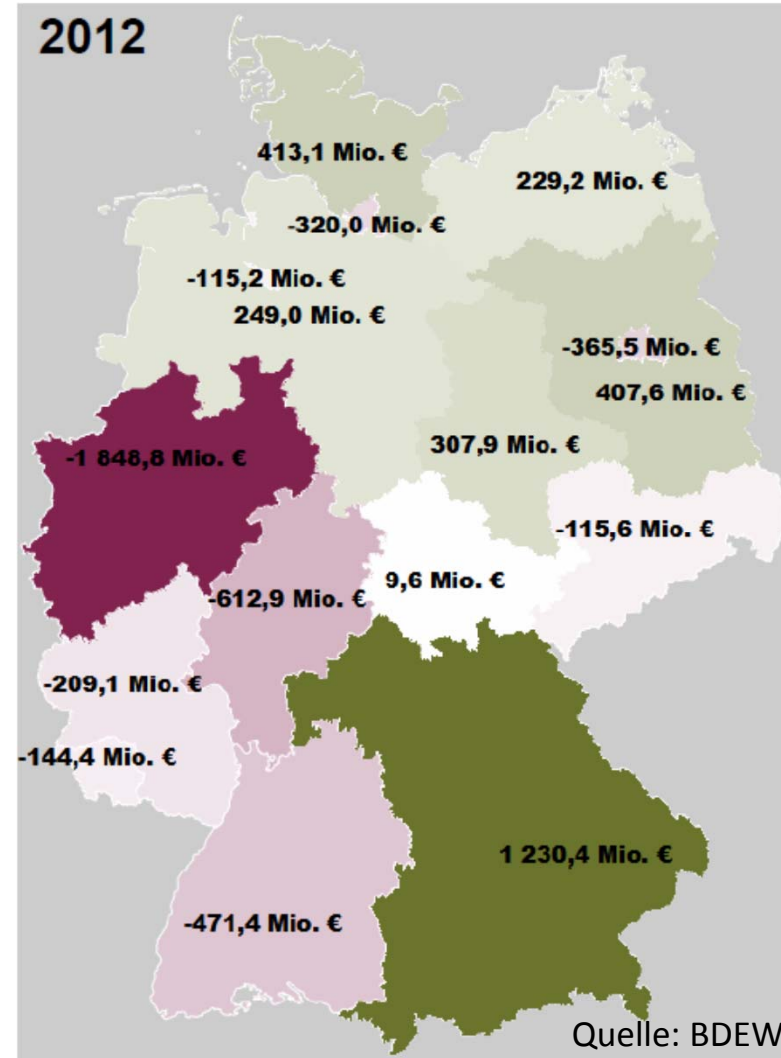 2012
413,1 Mio. €
229,2 Mio. €
-320,0 Mio. €
-115,2 Mio. €
249,0 Mio. €
-365,5 Mio. €
407,6 Mio. €
-1 848,8 Mio. €
307,9 Mio. €
-115,6 Mio. €
-612,9 Mio. €
9,6 Mio. €
-209,1 Mio. €
-144,4 Mio. €
1 230,4 Mio. €
-471,4 Mio. €
Quelle: BDEW